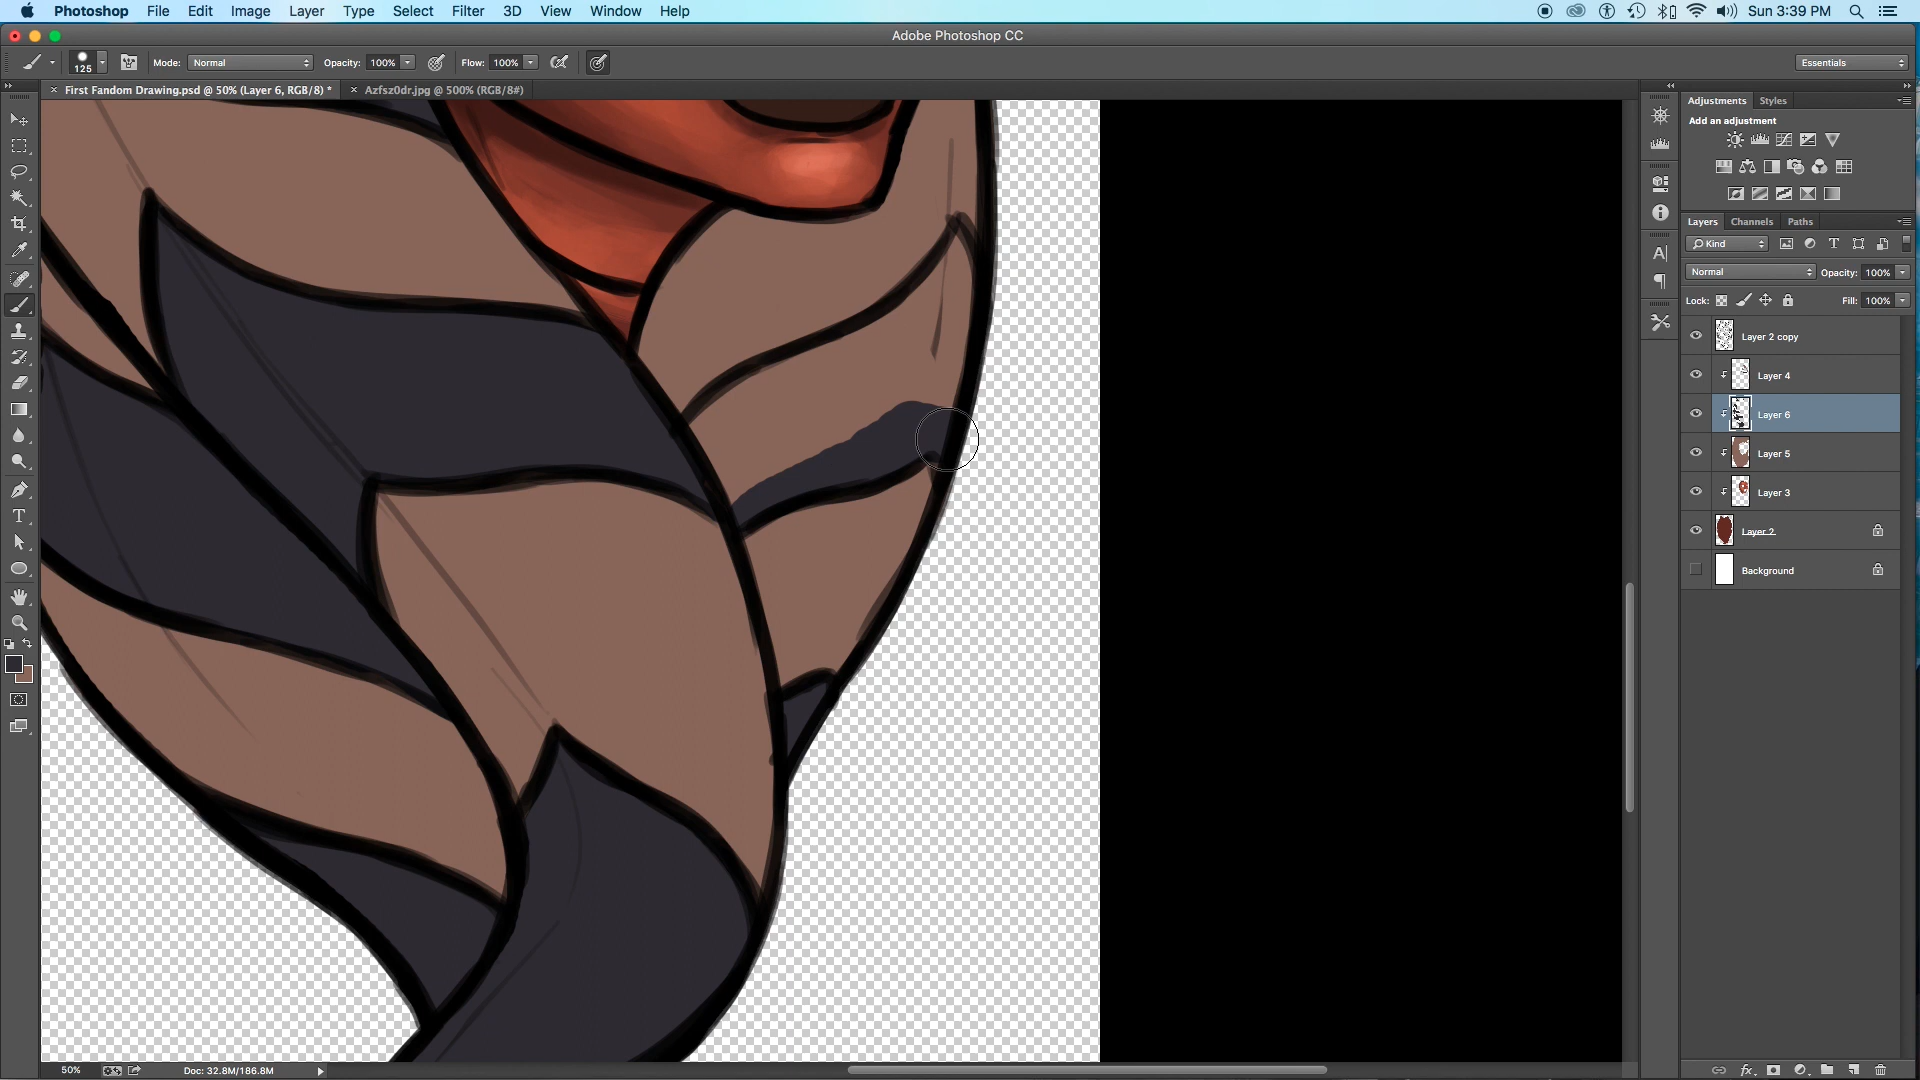 Photoshop File Edit Image Layer Type Select Filter 3D View Window Help Sun 3:39 PM
Adobe Photoshop CC
125 Mode: Normal Opacity: 100% Flow: 100% Essentials
First Fandom Drawing.psd @ 50% (Layer 6, RGB/8) * Azfsz0dr.jpg @ 500% (RGB/8#)
Adjustments Styles
Add an adjustment
Layers Channels Paths
Kind
Normal Opacity: 100%
Lock: Fill: 100%
Layer 2 copy
Layer 4
Layer 6
Layer 5
Layer 3
Layer 2
Background
50% Doc: 32.8M/186.8M